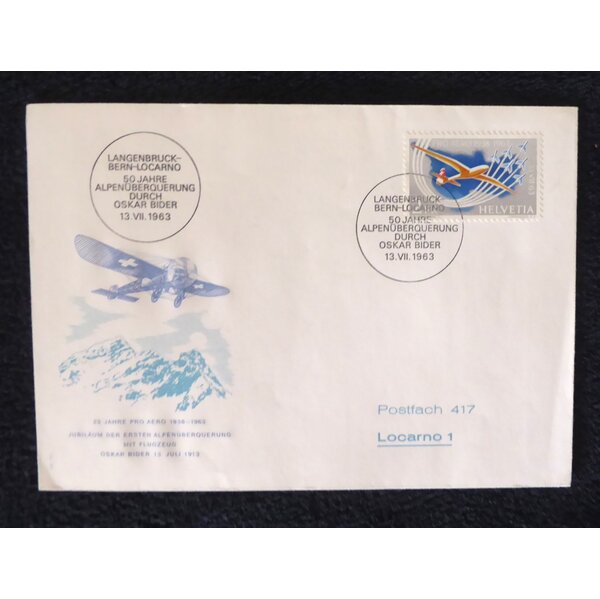 LANGENBRUCK-
BERN-LOCARNO
50 JAHRE
ALPENÜBERQUERUNG
DURCH
OSKAR BIDER
13.VII.1963
PRO AERO
HELVETIA
LANGENBRUCK-
BERN-LOCARNO
50 JAHRE
ALPENÜBERQUERUNG
DURCH
OSKAR BIDER
13.VII.1963
25 JAHRE PRO AERO 1938-1963
JUBILÄUM DER ERSTEN ALPENÜBERQUERUNG
MIT FLUGZEUG
OSKAR BIDER 13 JULI 1913
Postfach 417
Locarno 1